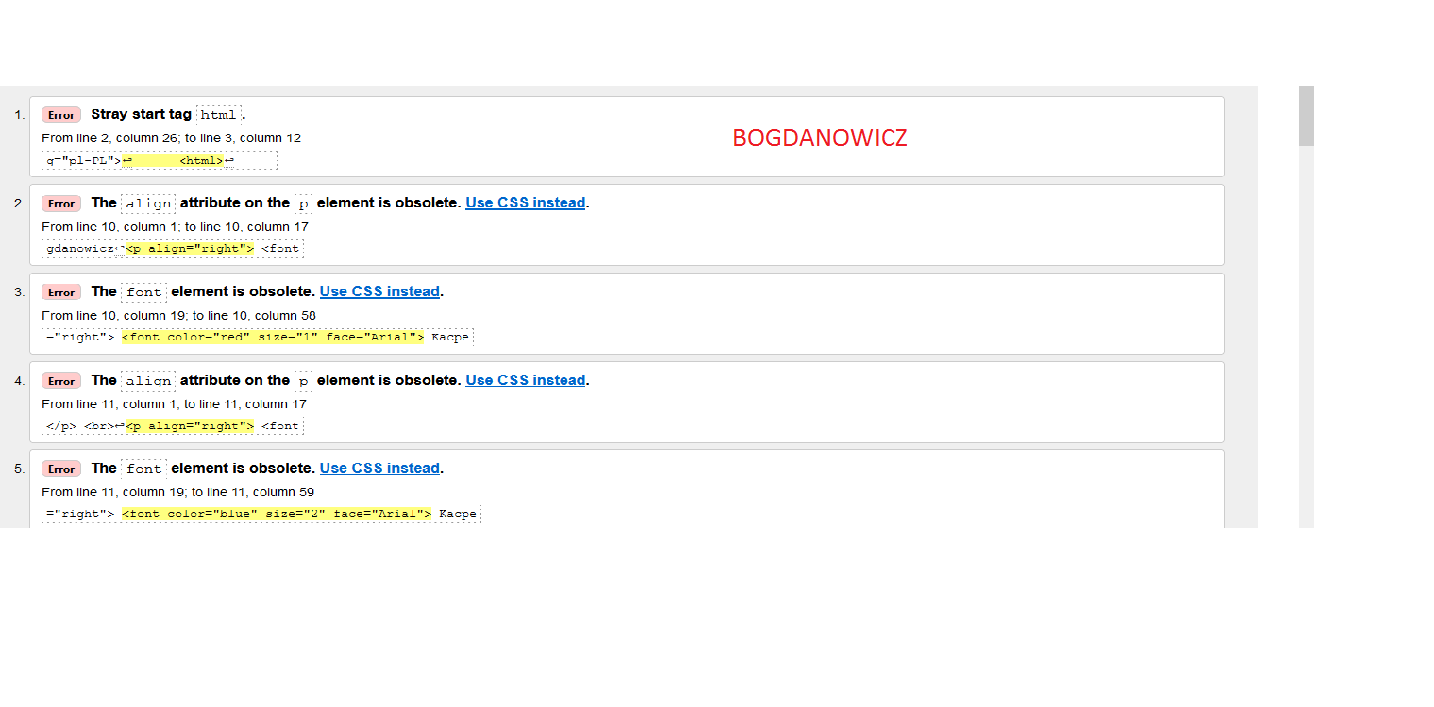 1. Error Stray start tag html.
From line 2, column 26; to line 3, column 12
g="pl-PL">↩ <html>↩
BOGDANOWICZ
2. Error The align attribute on the p element is obsolete. Use CSS instead.
From line 10, column 1; to line 10, column 17
gdanowicz↩<p align="right"> <font
3. Error The font element is obsolete. Use CSS instead.
From line 10, column 19; to line 10, column 58
="right"> <font color="red" size="1" face="Arial"> Kacpe
4. Error The align attribute on the p element is obsolete. Use CSS instead.
From line 11, column 1; to line 11, column 17
</p> <br>↩<p align="right"> <font
5. Error The font element is obsolete. Use CSS instead.
From line 11, column 19; to line 11, column 59
="right"> <font color="blue" size="2" face="Arial"> Kacpe